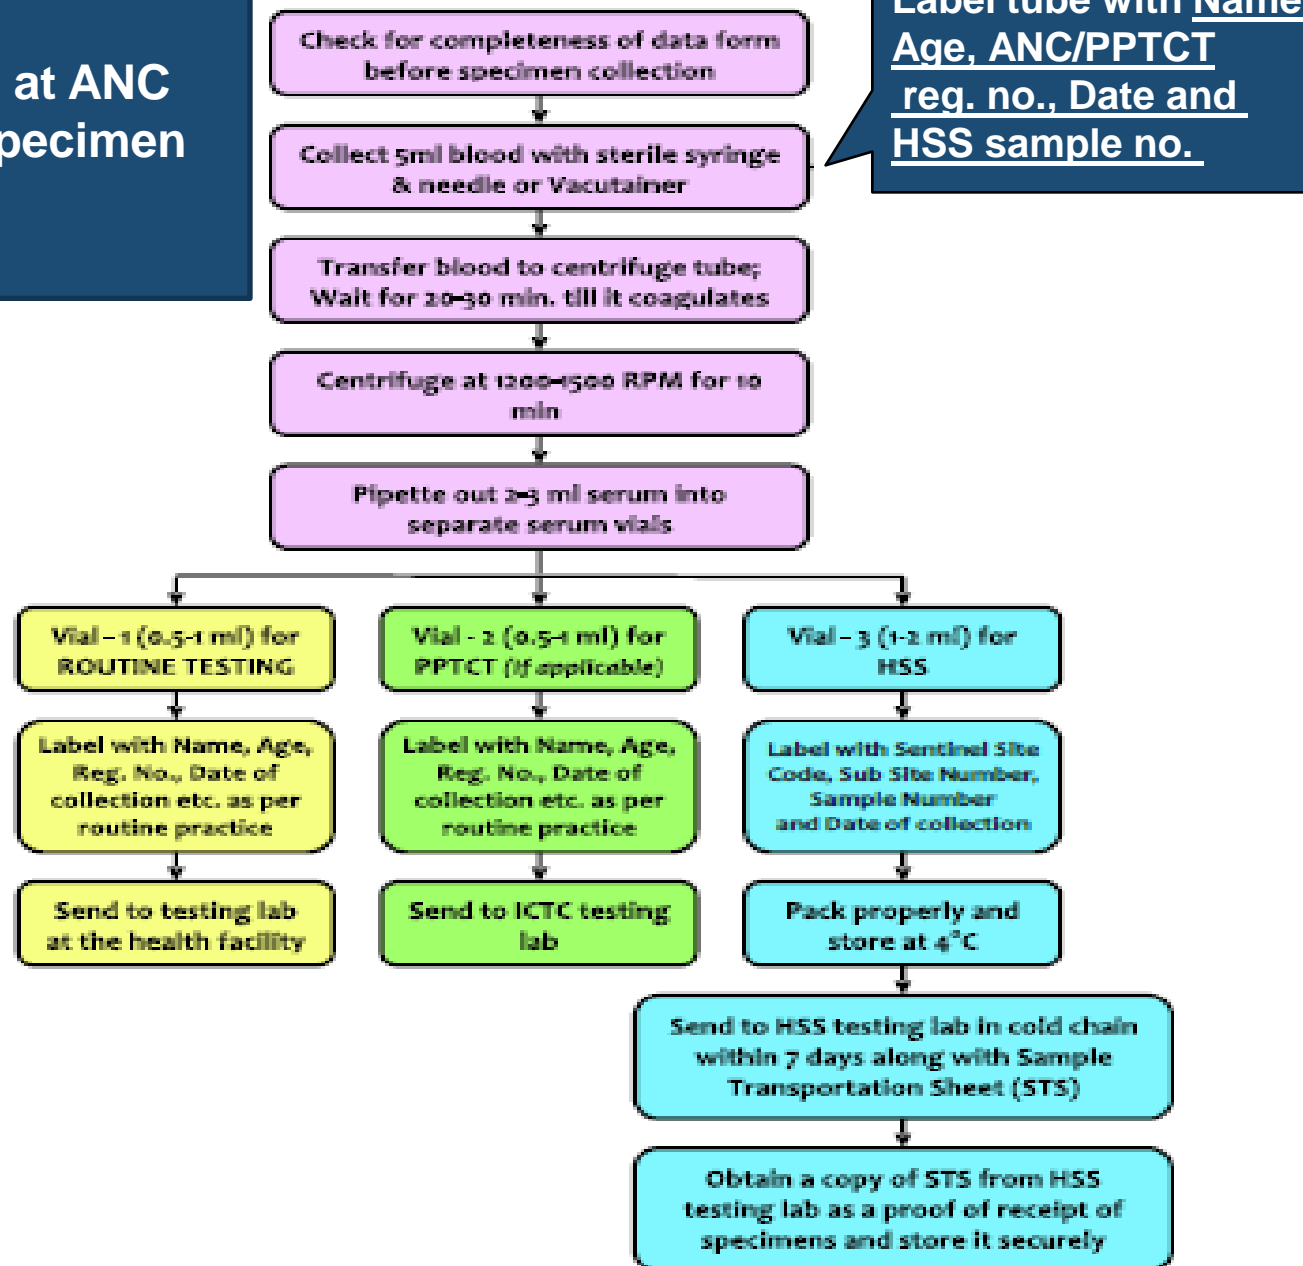 at ANC
pecimen
Label tube with Name
Age, ANC/PPTCT
reg. no., Date and
HSS sample no.
Check for completeness of data form
before specimen collection
Collect 5ml blood with sterile syringe
& needle or Vacutainer
Transfer blood to centrifuge tube;
Wait for 20-30 min. till it coagulates
Centrifuge at 1200-1500 RPM for 10
min
Pipette out 2-3 ml serum into
separate serum vials
Vial - 1 (0.5-1 ml) for
ROUTINE TESTING
Label with Name, Age,
Reg. No., Date of
collection etc. as per
routine practice
Send to testing lab
at the health facility
Vial - 2 (0.5-1 ml) for
PPTCT (if applicable)
Label with Name, Age,
Reg. No., Date of
collection etc. as per
routine practice
Send to ICTC testing
lab
Vial - 3 (1-2 ml) for
HSS
Label with Sentinel Site
Code, Sub Site Number,
Sample Number
and Date of collection
Pack properly and
store at 4°C
Send to HSS testing lab in cold chain
within 7 days along with Sample
Transportation Sheet (STS)
Obtain a copy of STS from HSS
testing lab as a proof of receipt of
specimens and store it securely